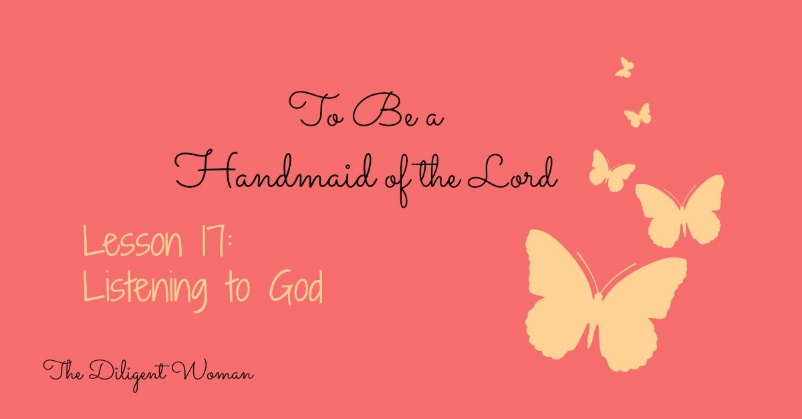 To Be a
Handmaid of the Lord
Lesson 17:
Listening to God
The Diligent Woman